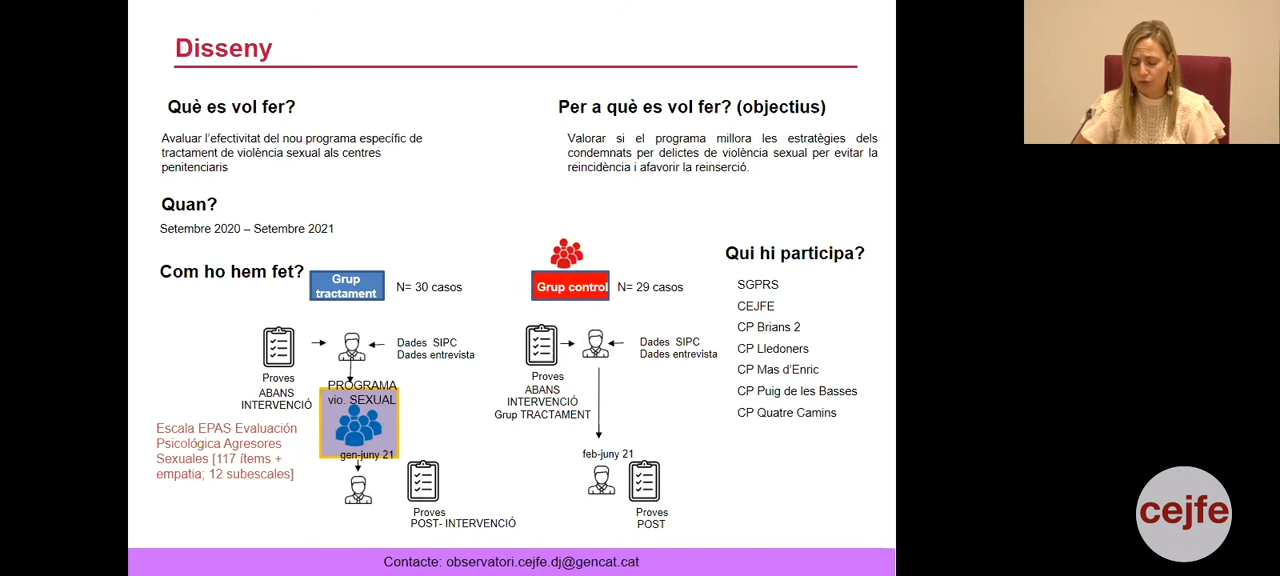 Disseny
Què es vol fer?
Avaluar l'efectivitat del nou programa específic de
tractament de violència sexual als centres
penitenciaris
Per a què es vol fer? (objectius)
Valorar si el programa millora les estratègies dels
condemnats per delictes de violència sexual per evitar la
reincidència i afavorir la reinserció.
Quan?
Setembre 2020 – Setembre 2021
Com ho hem fet?
Grup
tractament
N= 30 casos
Dades SIPC
Dades entrevista
Proves
ABANS
INTERVENCIÓ
PROGRAMA
vio. SEXUAL
gen-juny 21
Escala EPAS Evaluación
Psicológica Agresores
Sexuales [117 ítems +
empatia; 12 subescales]
Proves
POST- INTERVENCIÓ
Grup control
N= 29 casos
Dades SIPC
Dades entrevista
Proves
ABANS
INTERVENCIÓ
Grup TRACTAMENT
feb-juny 21
Proves
POST
Qui hi participa?
SGPRS
CEJFE
CP Brians 2
CP Lledoners
CP Mas d'Enric
CP Puig de les Basses
CP Quatre Camins
Contacte: observatori.cejfe.dj@gencat.cat
cejfe